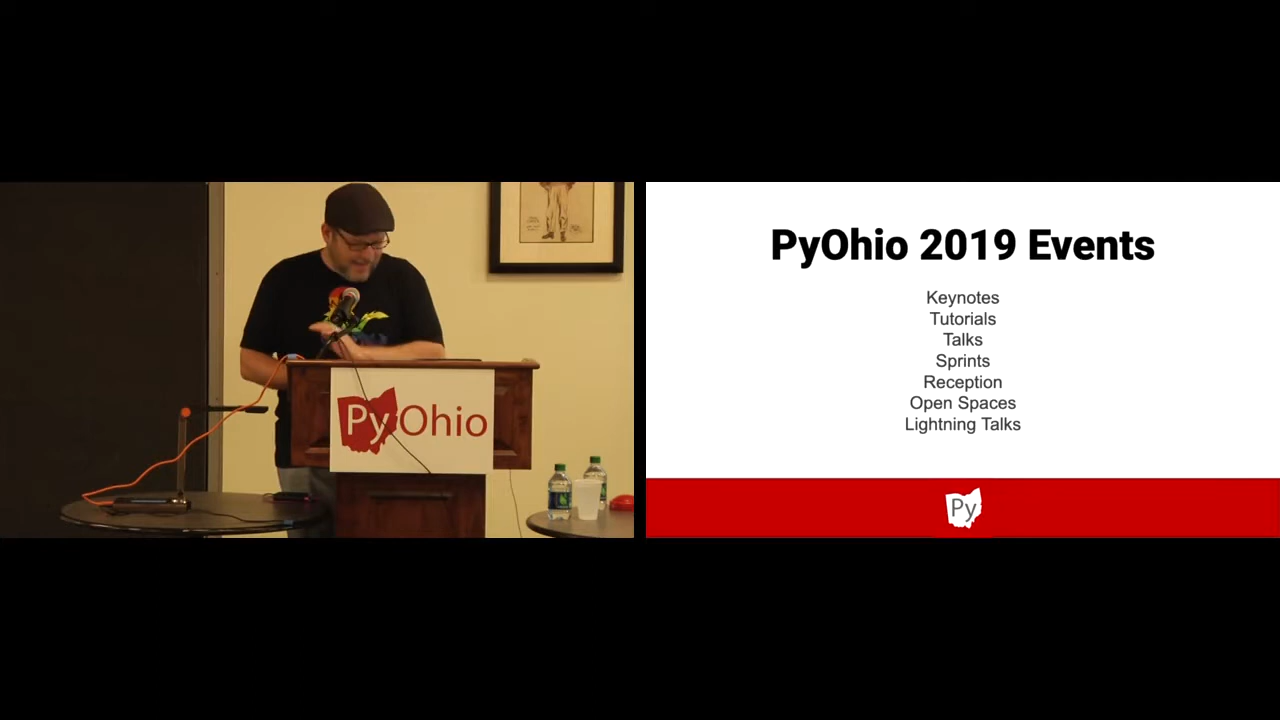 PyOhio
PyOhio 2019 Events
Keynotes
Tutorials
Talks
Sprints
Reception
Open Spaces
Lightning Talks
Py